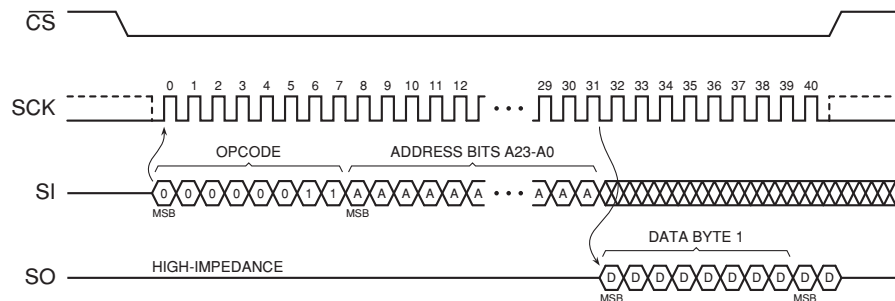 CS
0 1 2 3 4 5 6 7 8 9 10 11 12 29 30 31 32 33 34 35 36 37 38 39 40
SCK
OPCODE ADDRESS BITS A23-A0
SI 0 0 0 0 0 0 1 1 A A A A A A A A A
MSB MSB
DATA BYTE 1
HIGH-IMPEDANCE
SO D D D D D D D D D D
MSB MSB